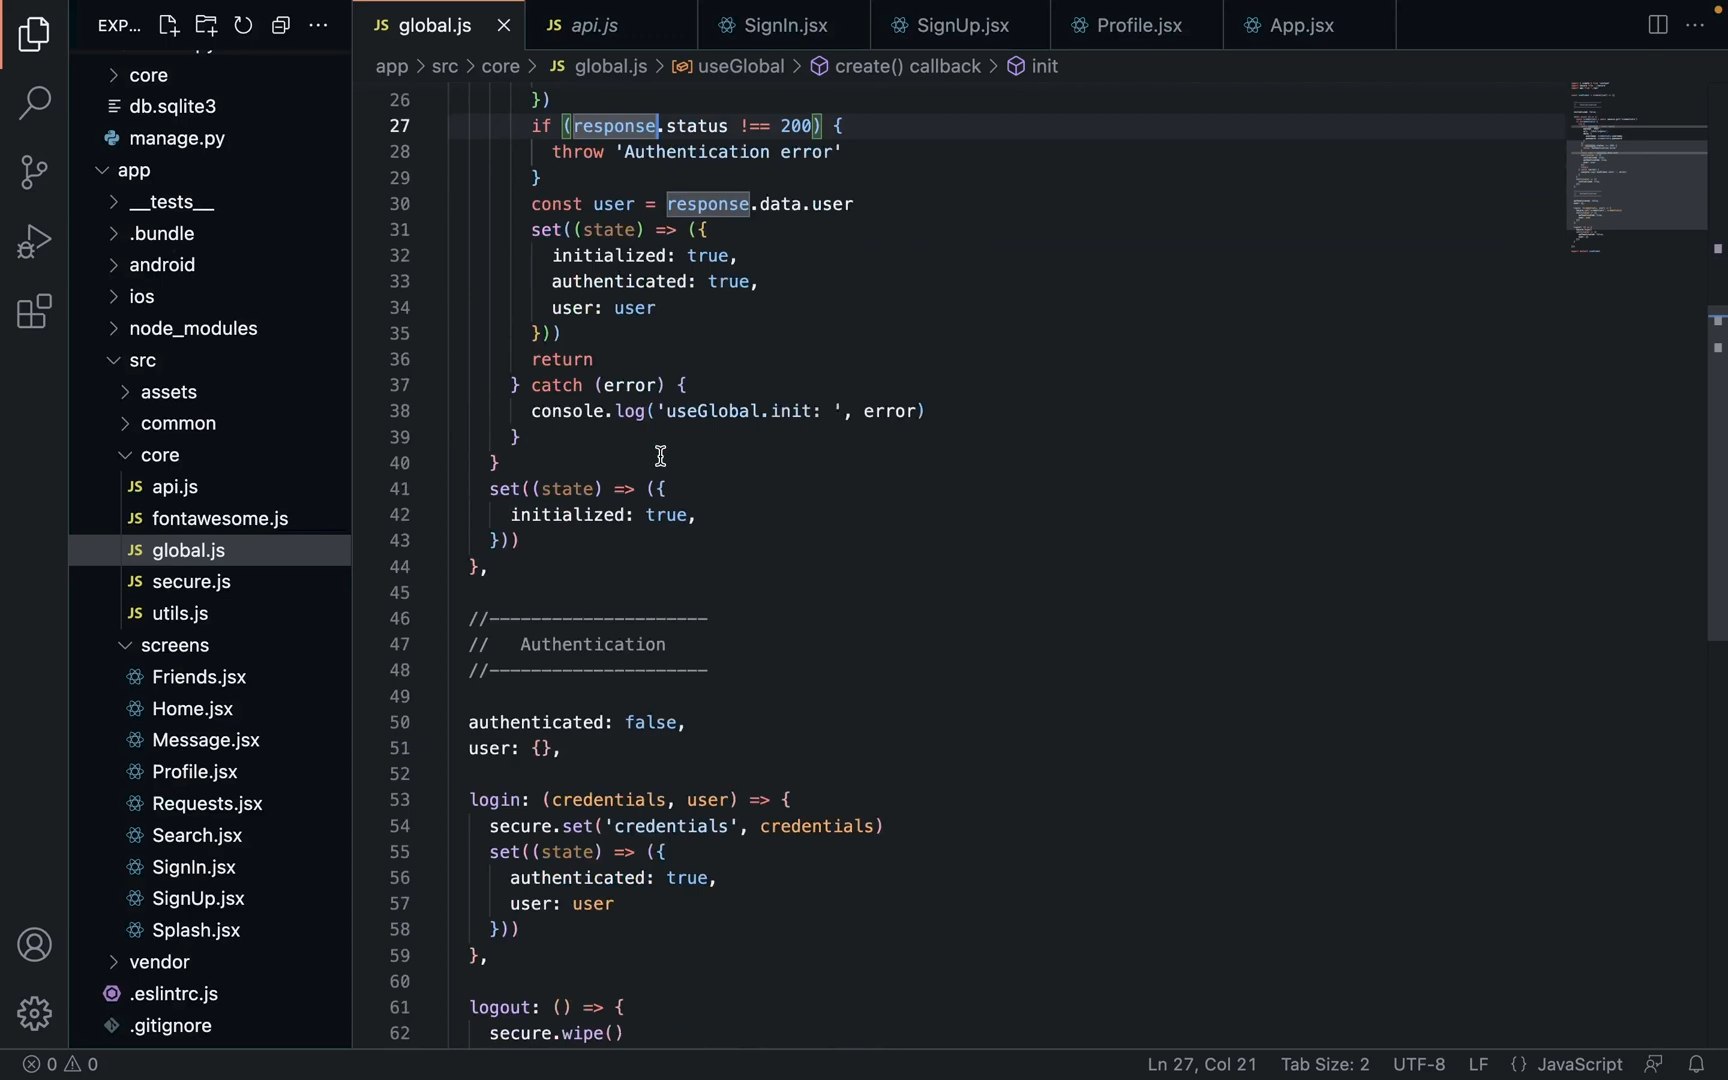 EXP...
core
db.sqlite3
manage.py
app
__tests__
.bundle
android
ios
node_modules
src
assets
common
core
JS api.js
JS fontawesome.js
JS global.js
JS secure.js
JS utils.js
screens
Friends.jsx
Home.jsx
Message.jsx
Profile.jsx
Requests.jsx
Search.jsx
SignIn.jsx
SignUp.jsx
Splash.jsx
vendor
.eslintrc.js
.gitignore
JS global.js JS api.js SignIn.jsx SignUp.jsx Profile.jsx App.jsx
app > src > core > JS global.js > useGlobal > create() callback > init
26 })
27 if (response.status !== 200) {
28 throw 'Authentication error'
29 }
30 const user = response.data.user
31 set((state) => ({
32 initialized: true,
33 authenticated: true,
34 user: user
35 }))
36 return
37 } catch (error) {
38 console.log('useGlobal.init: ', error)
39 }
40 }
41 set((state) => ({
42 initialized: true,
43 }))
44 },
45
46 //---------------------
47 //   Authentication
48 //---------------------
49
50 authenticated: false,
51 user: {},
52
53 login: (credentials, user) => {
54 secure.set('credentials', credentials)
55 set((state) => ({
56 authenticated: true,
57 user: user
58 }))
59 },
60
61 logout: () => {
62 secure.wipe()
0 0 Ln 27, Col 21 Tab Size: 2 UTF-8 LF {} JavaScript